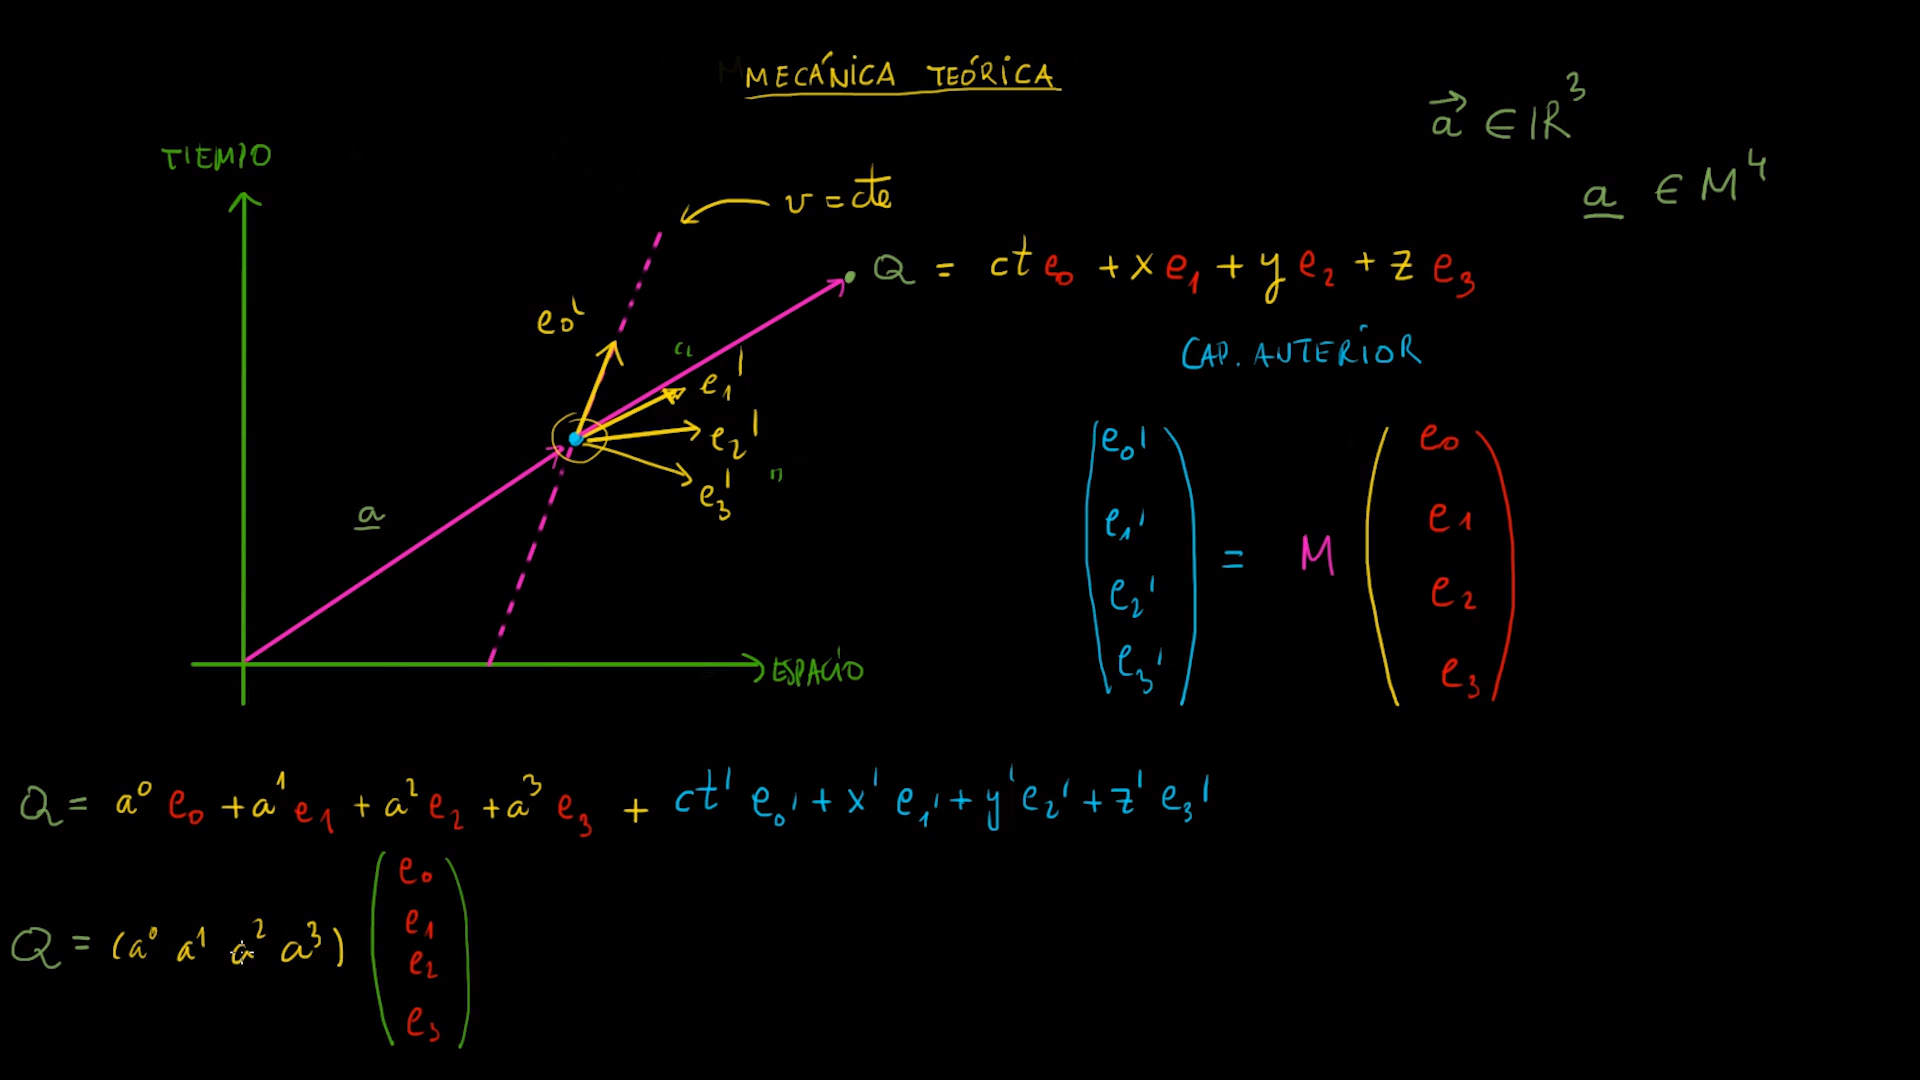 MECÁNICA TEÓRICA
a⃗ ∈ ℝ³
TIEMPO
a ∈ M⁴
v = cte
Q = ct e₀ + x e₁ + y e₂ + z e₃
e₀'
CAP. ANTERIOR
e₁'
e₂'
e₃'
a
ESPACIO
e₀' e₀
e₁' e₁
= M
e₂' e₂
e₃' e₃
Q = a⁰ e₀ + a¹ e₁ + a² e₂ + a³ e₃ + ct' e₀' + x' e₁' + y' e₂' + z' e₃'
Q = (a⁰ a¹ a² a³)
e₀
e₁
e₂
e₃